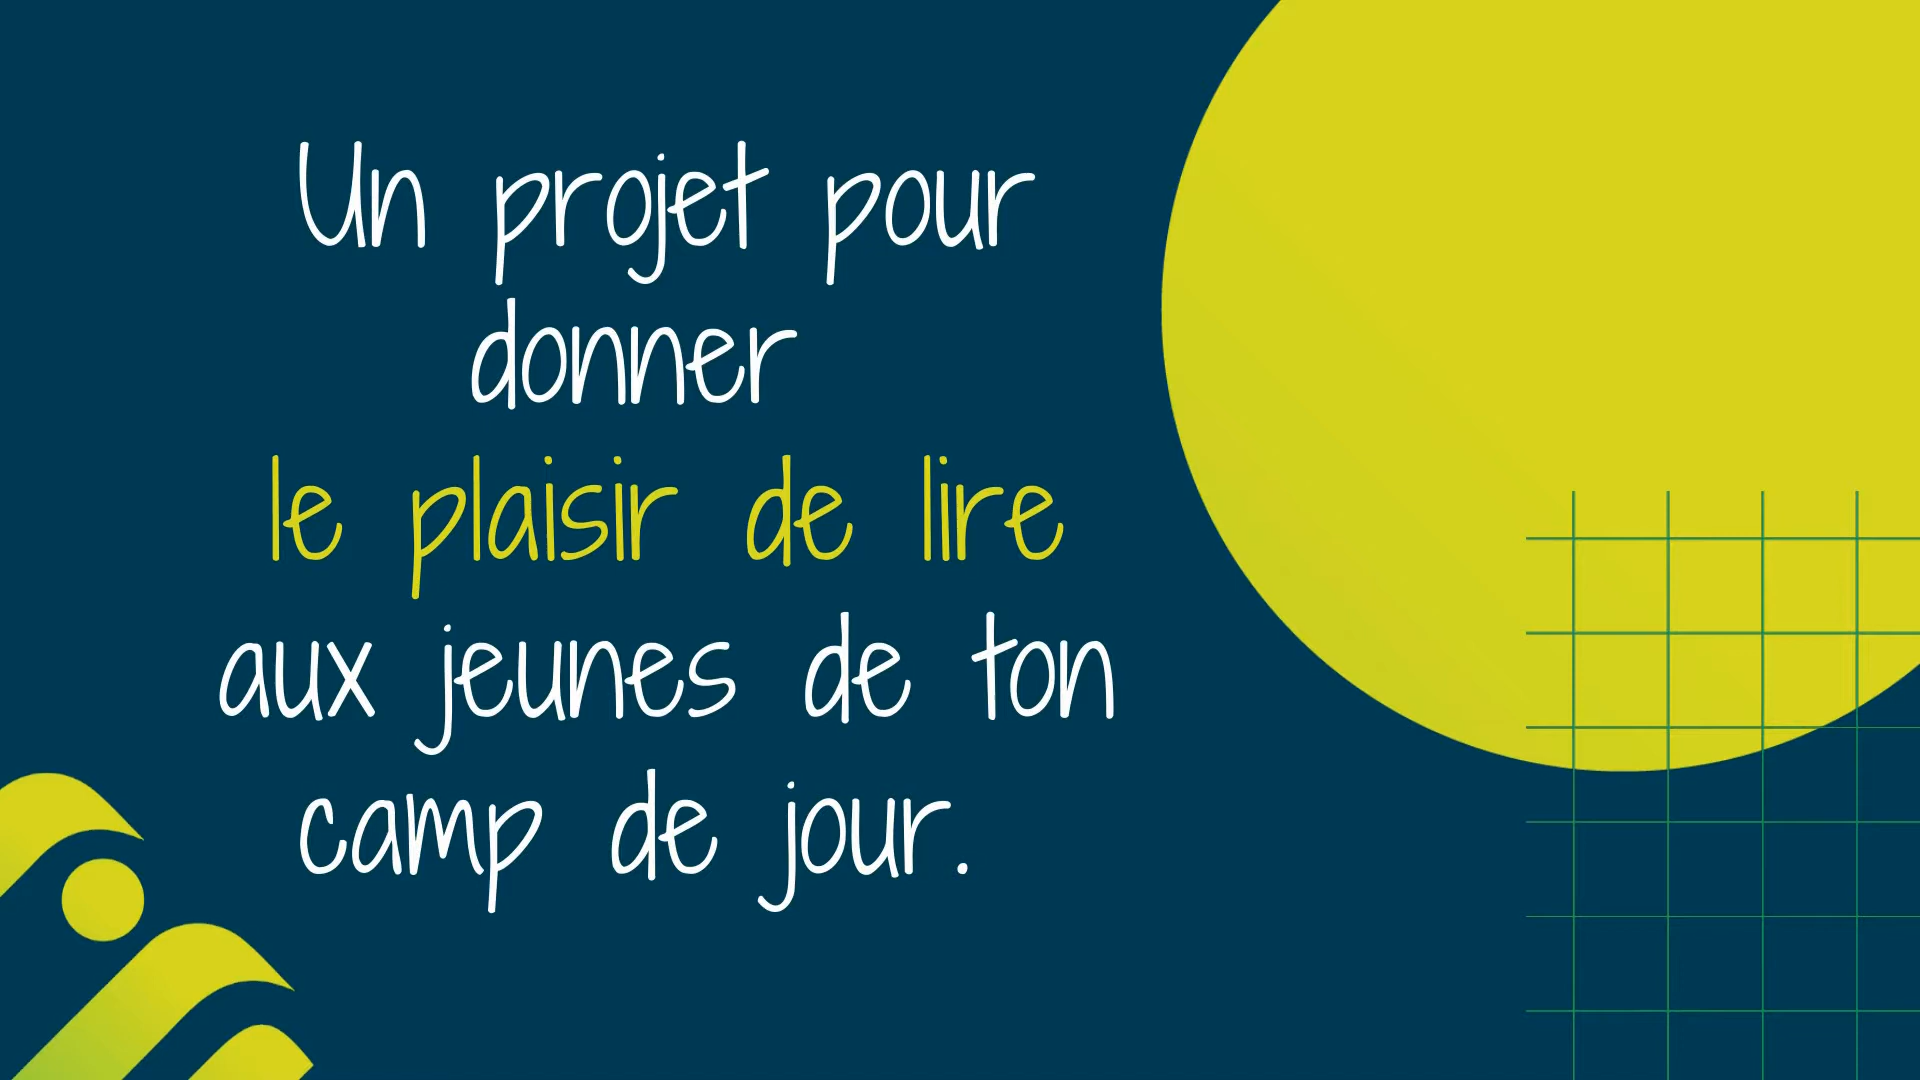 Un projet pour
donner
le plaisir de lire
aux jeunes de ton
camp de jour.